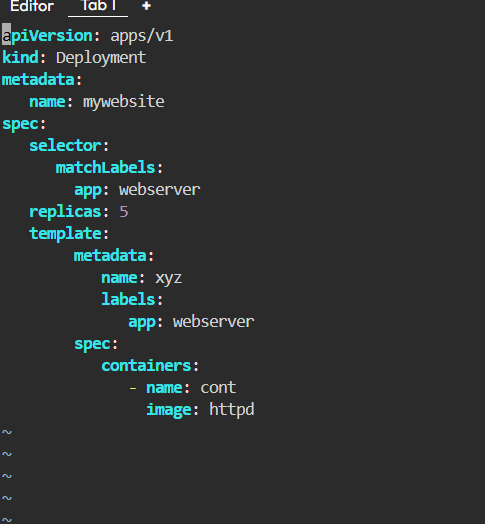 Editor Tab 1 +
apiVersion: apps/v1
kind: Deployment
metadata:
   name: mywebsite
spec:
   selector:
      matchLabels:
        app: webserver
   replicas: 5
   template:
        metadata:
           name: xyz
           labels:
              app: webserver
        spec:
           containers:
              - name: cont
                image: httpd
~
~
~
~
~